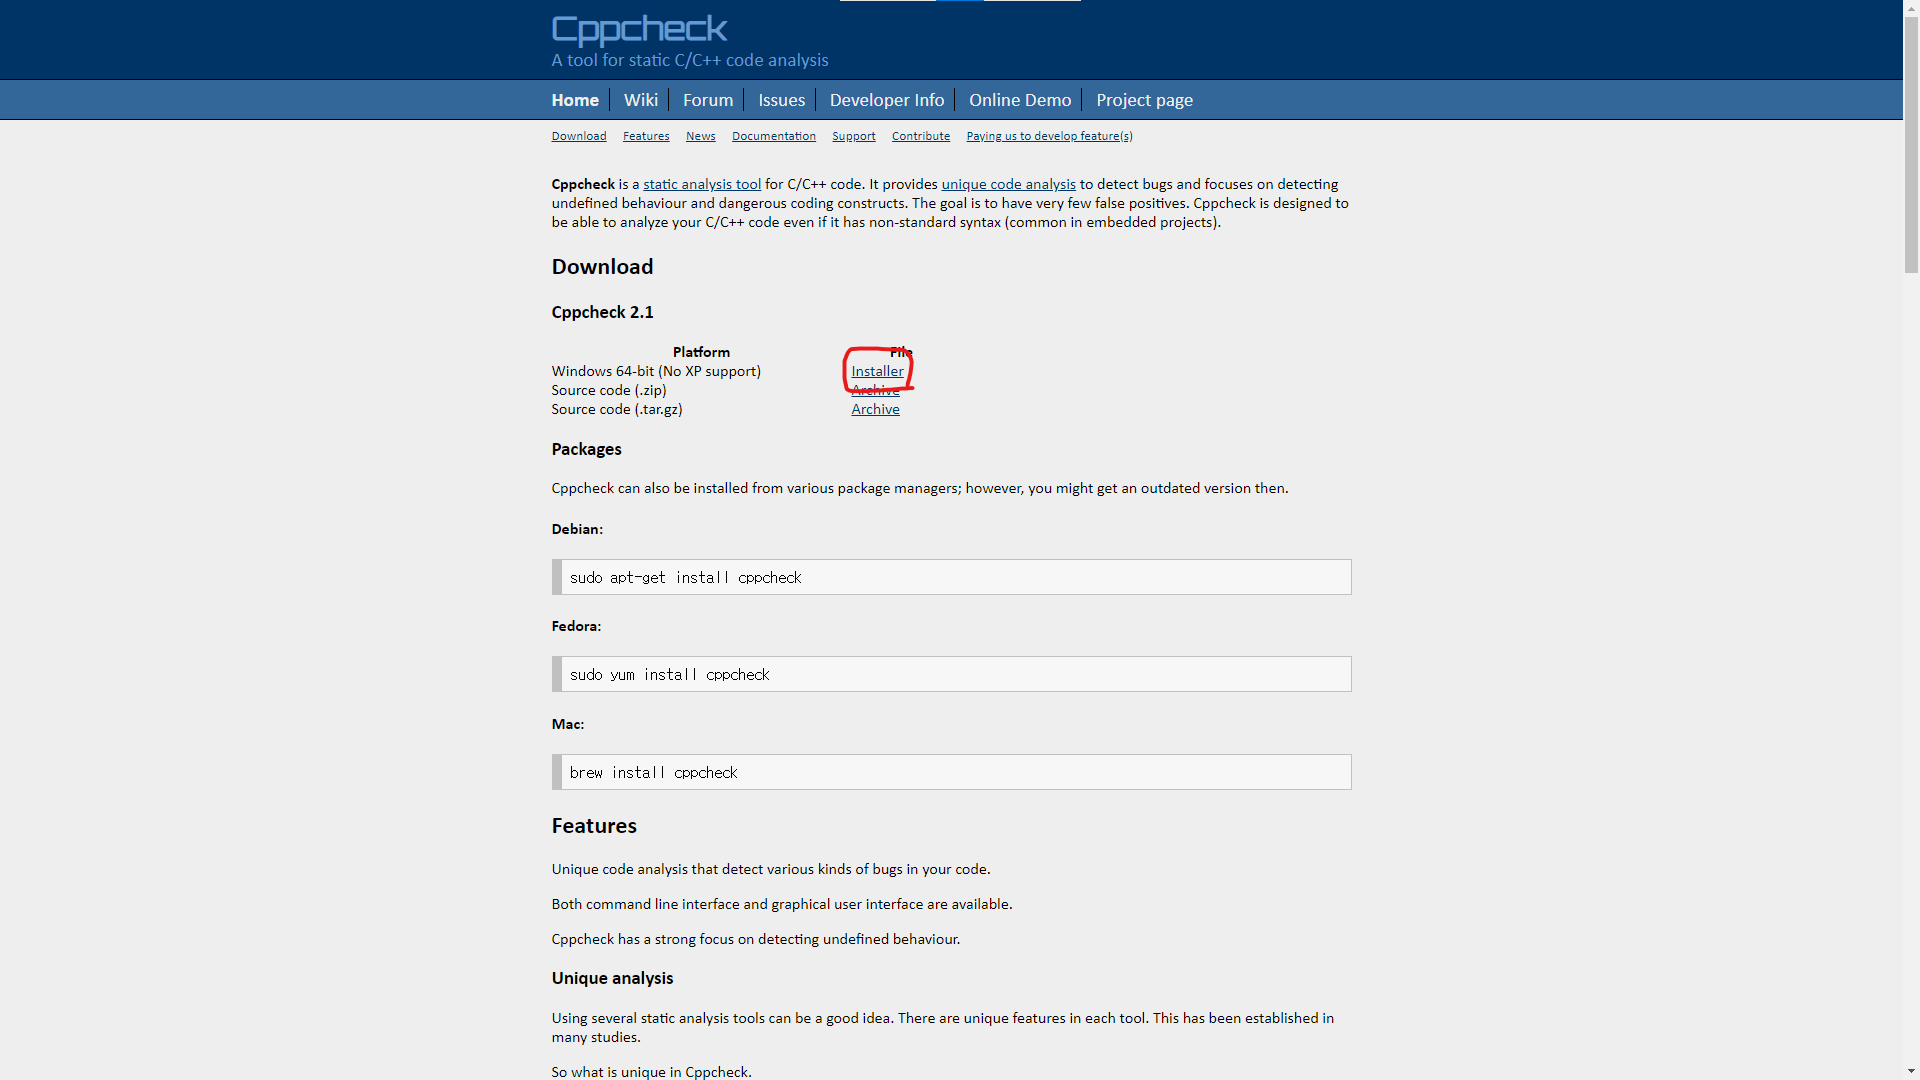 Cppcheck
A tool for static C/C++ code analysis
Home Wiki Forum Issues Developer Info Online Demo Project page
Download Features News Documentation Support Contribute Paying us to develop feature(s)
Cppcheck is a static analysis tool for C/C++ code. It provides unique code analysis to detect bugs and focuses on detecting
undefined behaviour and dangerous coding constructs. The goal is to have very few false positives. Cppcheck is designed to
be able to analyze your C/C++ code even if it has non-standard syntax (common in embedded projects).
Download
Cppcheck 2.1
Platform File
Windows 64-bit (No XP support) Installer
Source code (.zip) Archive
Source code (.tar.gz) Archive
Packages
Cppcheck can also be installed from various package managers; however, you might get an outdated version then.
Debian:
sudo apt-get install cppcheck
Fedora:
sudo yum install cppcheck
Mac:
brew install cppcheck
Features
Unique code analysis that detect various kinds of bugs in your code.
Both command line interface and graphical user interface are available.
Cppcheck has a strong focus on detecting undefined behaviour.
Unique analysis
Using several static analysis tools can be a good idea. There are unique features in each tool. This has been established in
many studies.
So what is unique in Cppcheck.